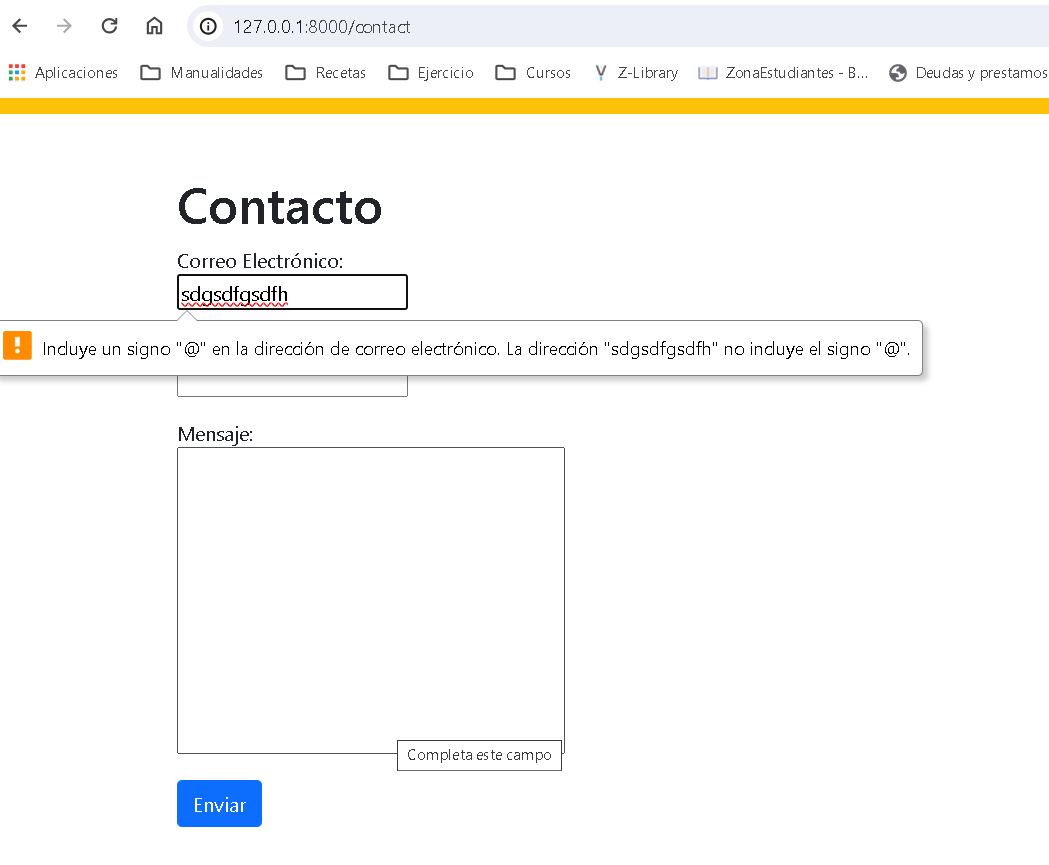 127.0.0.1:8000/contact
Aplicaciones Manualidades Recetas Ejercicio Cursos Z-Library ZonaEstudiantes - B... Deudas y prestamos
Contacto
Correo Electrónico:
sdgsdfgsdfh
Incluye un signo "@" en la dirección de correo electrónico. La dirección "sdgsdfgsdfh" no incluye el signo "@".
Mensaje:
Completa este campo
Enviar